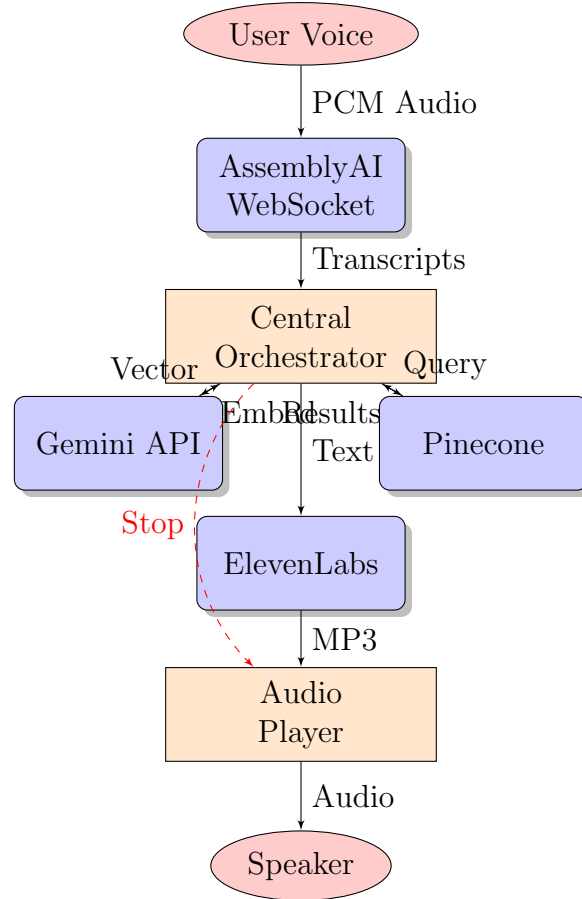 User Voice
PCM Audio
AssemblyAI
WebSocket
Transcripts
Central
Orchestrator
Vector
Query
Embed
Results
Gemini API
Text
Pinecone
Stop
ElevenLabs
MP3
Audio
Player
Audio
Speaker